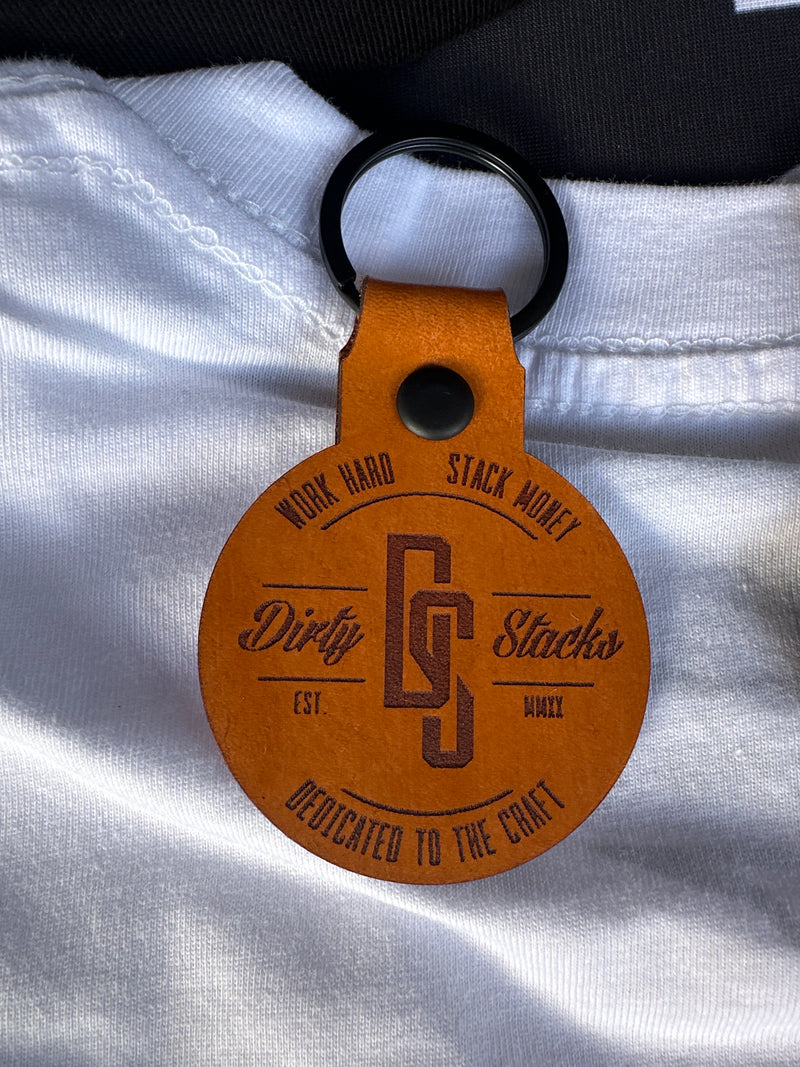 WORK HARD STACK MONEY
DS
Dirty Stacks
EST. MMXX
DEDICATED TO THE CRAFT